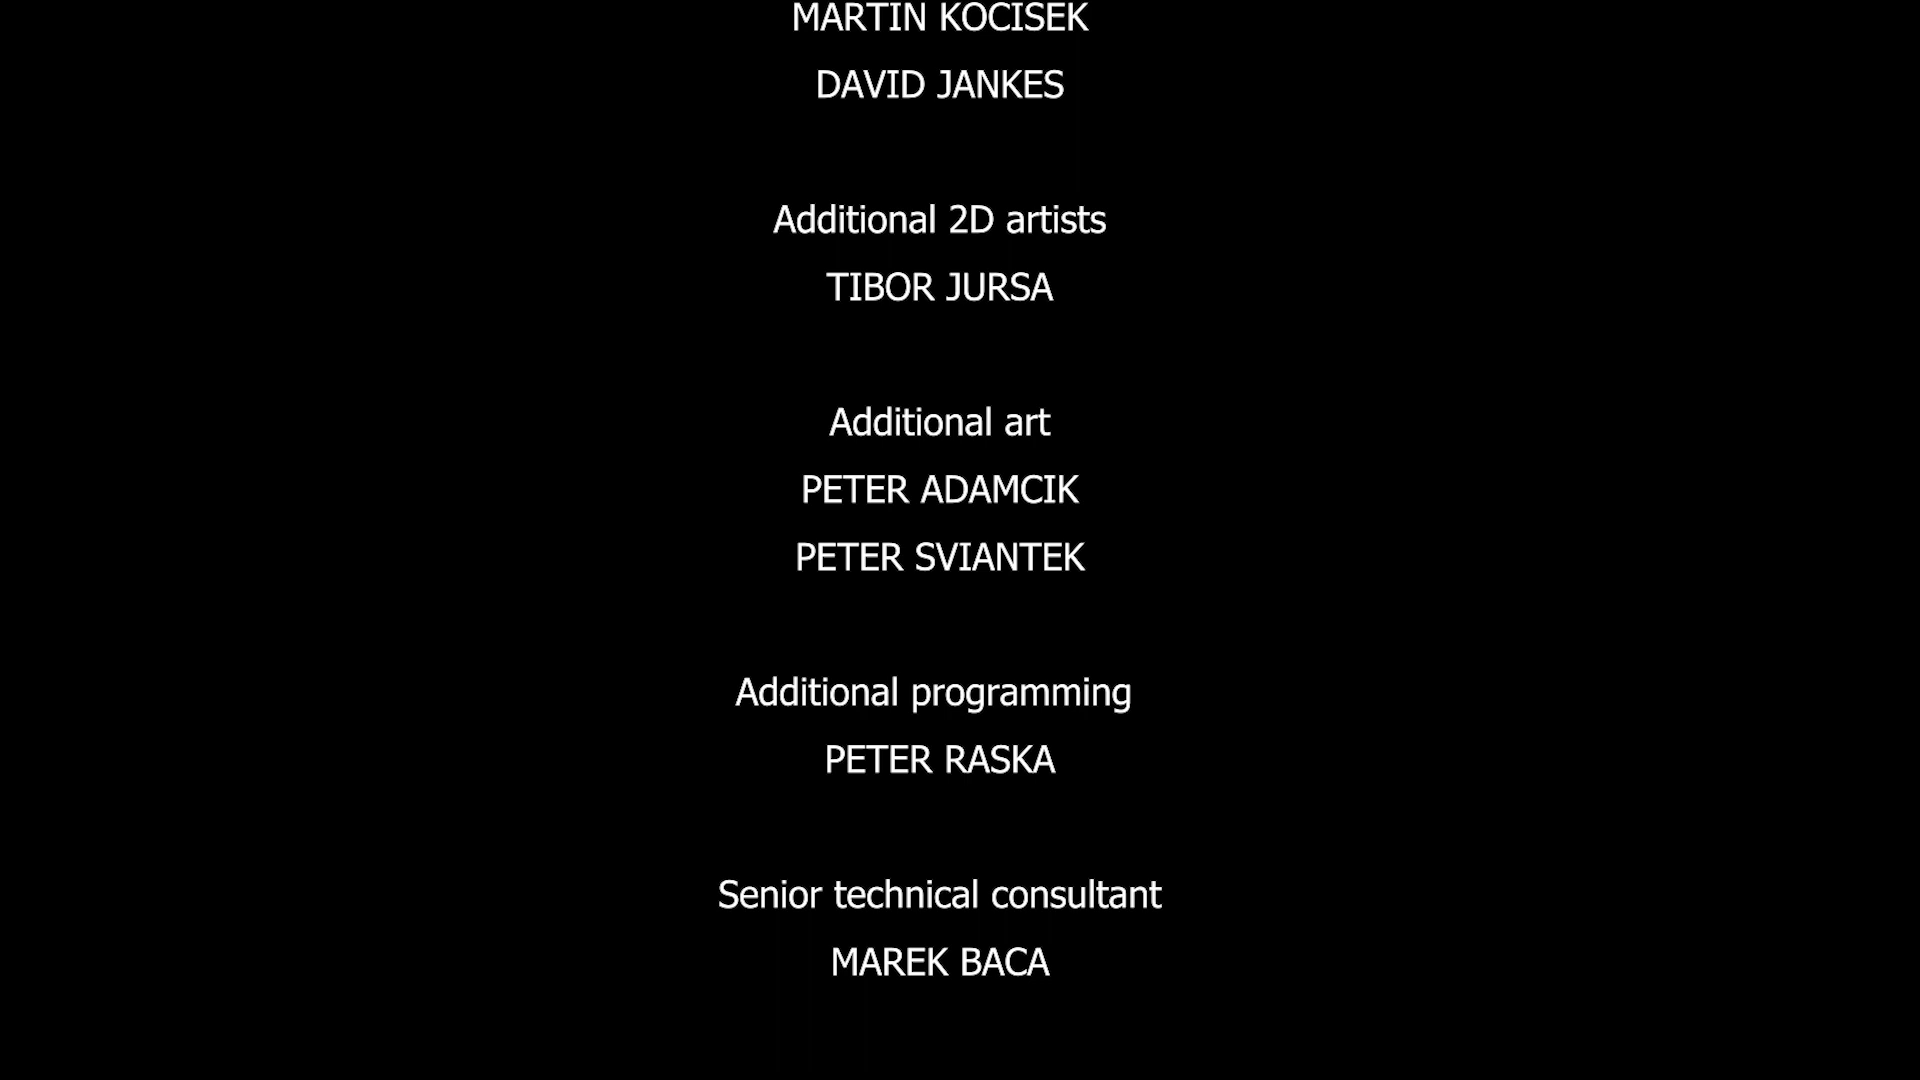 MARTIN KOCISEK
DAVID JANKES
Additional 2D artists
TIBOR JURSA
Additional art
PETER ADAMCIK
PETER SVIANTEK
Additional programming
PETER RASKA
Senior technical consultant
MAREK BACA